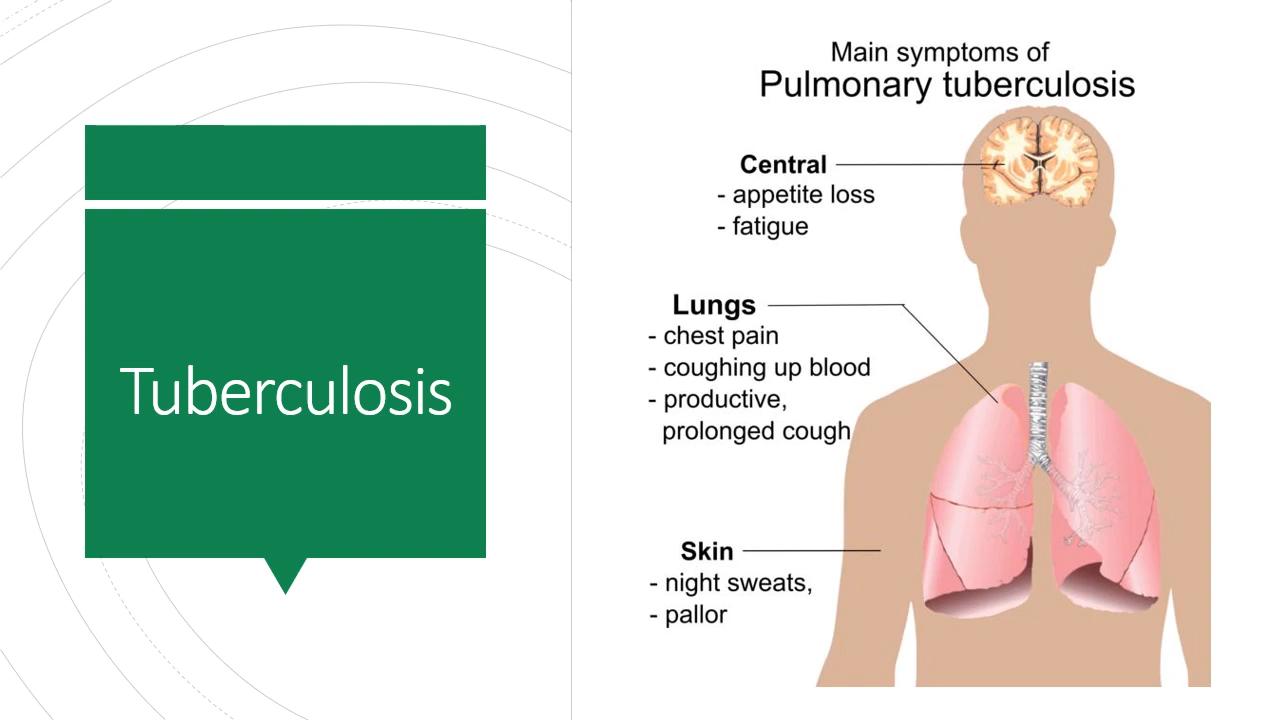 Tuberculosis
Main symptoms of
Pulmonary tuberculosis
Central
- appetite loss
- fatigue
Lungs
- chest pain
- coughing up blood
- productive,
prolonged cough
Skin
- night sweats,
- pallor